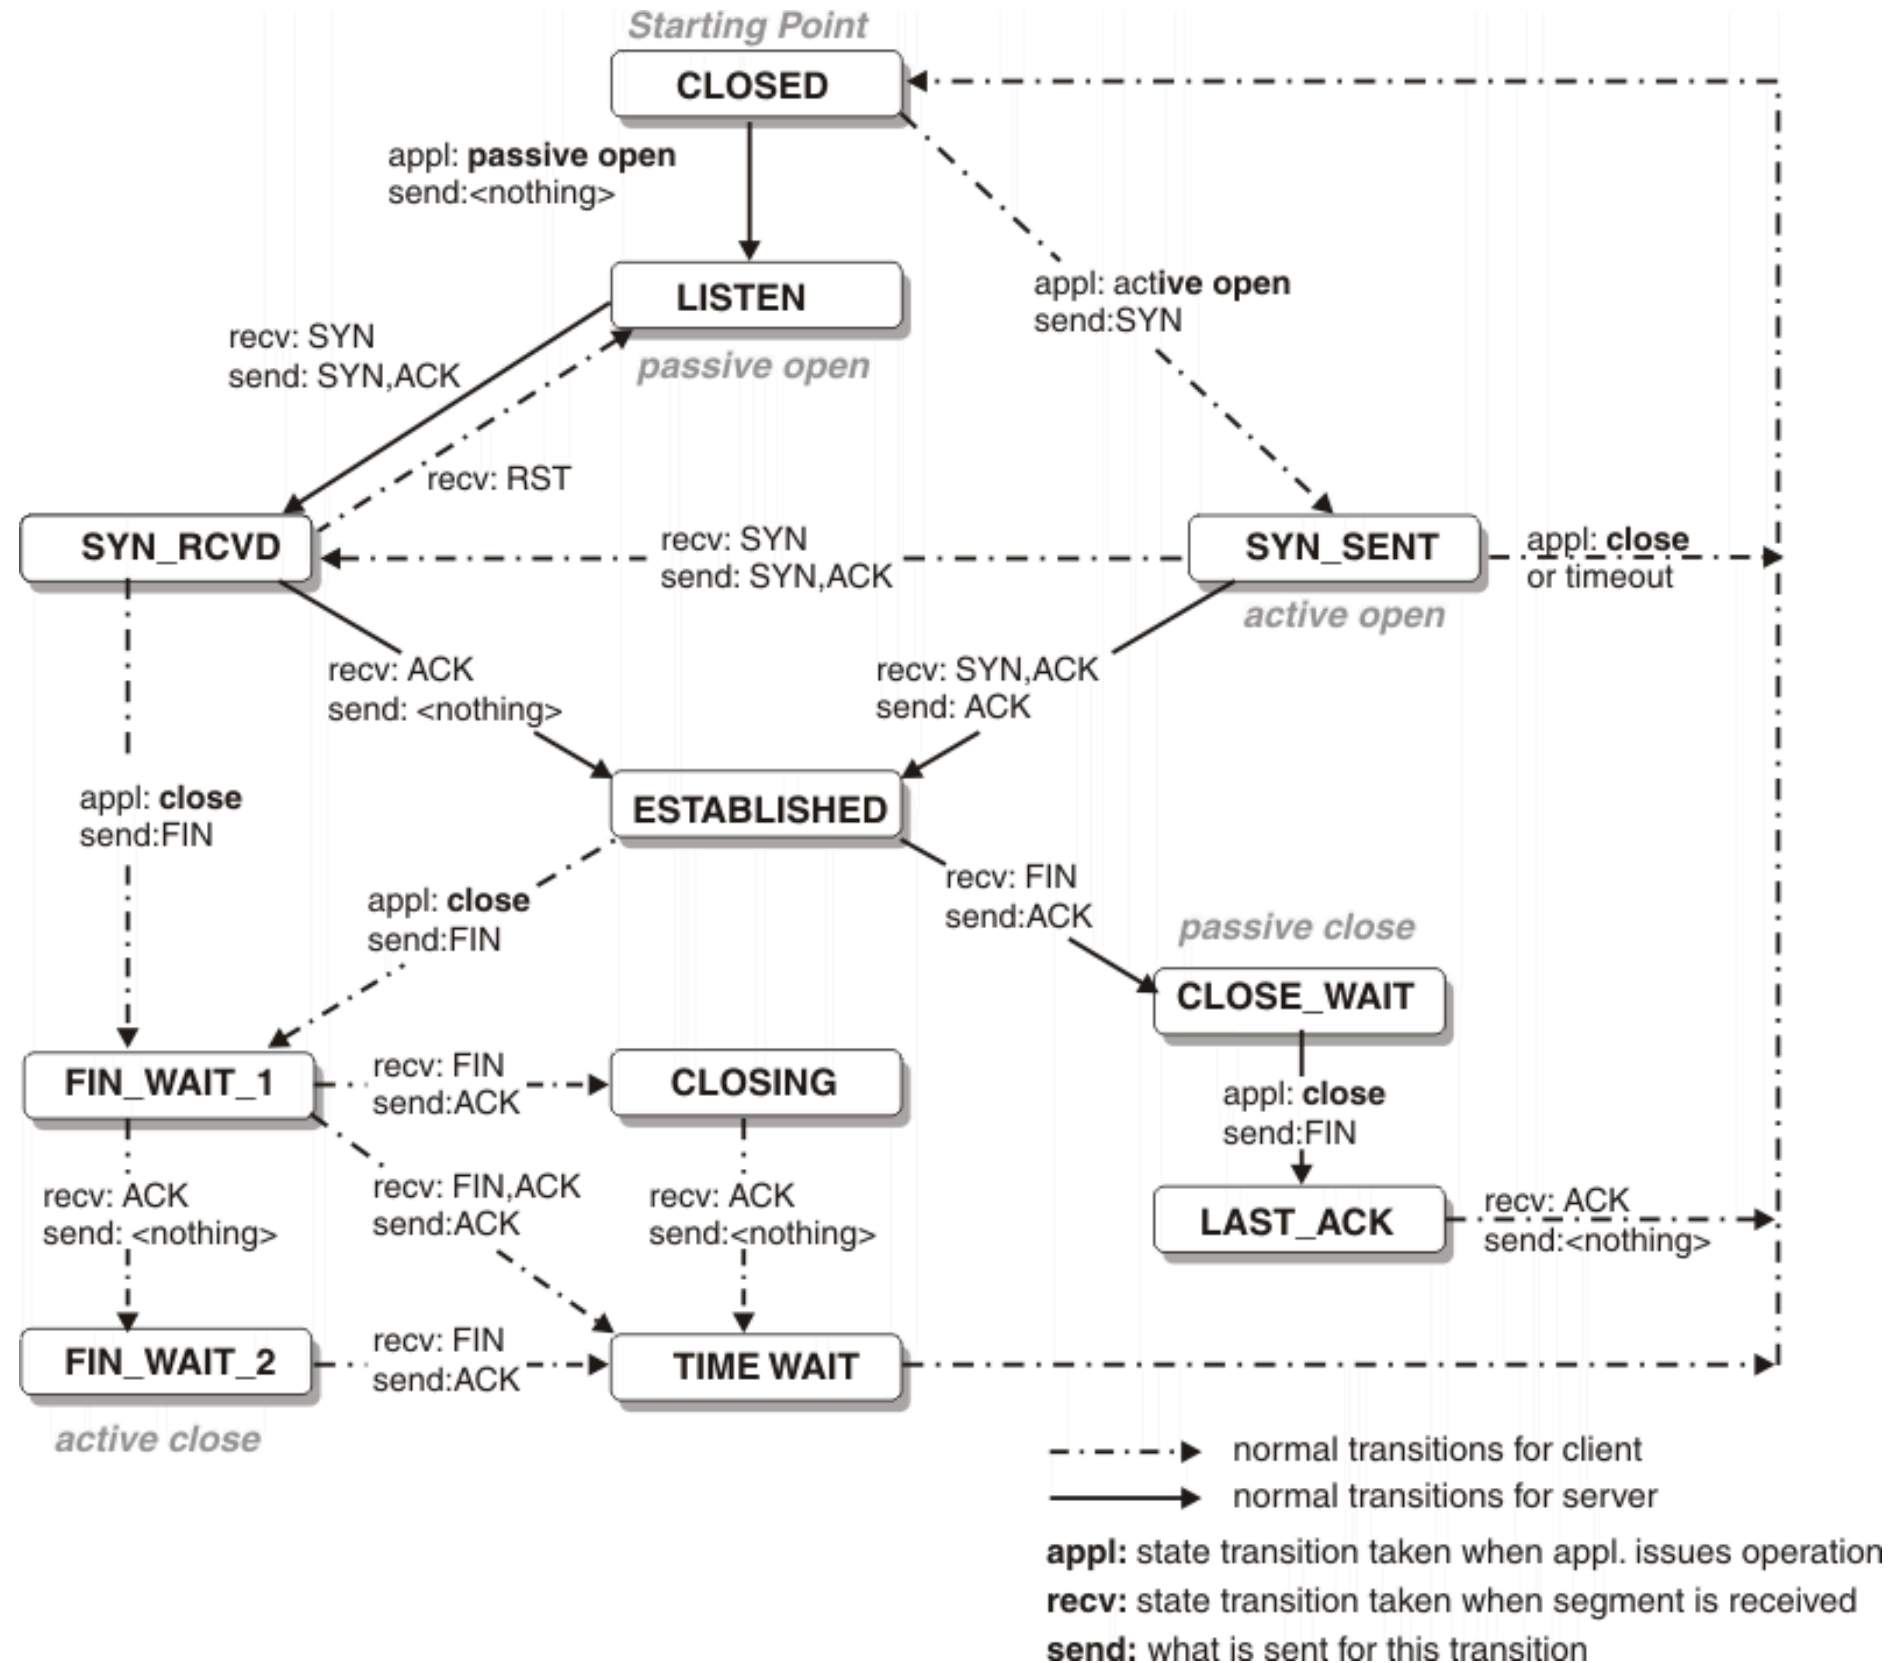 Starting Point
CLOSED
appl: passive open
send:<nothing>
LISTEN
passive open
appl: active open
send:SYN
recv: SYN
send: SYN,ACK
recv: RST
SYN_RCVD
recv: SYN
send: SYN,ACK
SYN_SENT
active open
appl: close
or timeout
recv: ACK
send: <nothing>
recv: SYN,ACK
send: ACK
appl: close
send:FIN
ESTABLISHED
appl: close
send:FIN
recv: FIN
send:ACK
passive close
CLOSE_WAIT
FIN_WAIT_1
recv: FIN
send:ACK
CLOSING
appl: close
send:FIN
recv: ACK
send: <nothing>
recv: FIN,ACK
send:ACK
recv: ACK
send:<nothing>
LAST_ACK
recv: ACK
send:<nothing>
FIN_WAIT_2
recv: FIN
send:ACK
TIME WAIT
active close
normal transitions for client
normal transitions for server
appl: state transition taken when appl. issues operation
recv: state transition taken when segment is received
send: what is sent for this transition